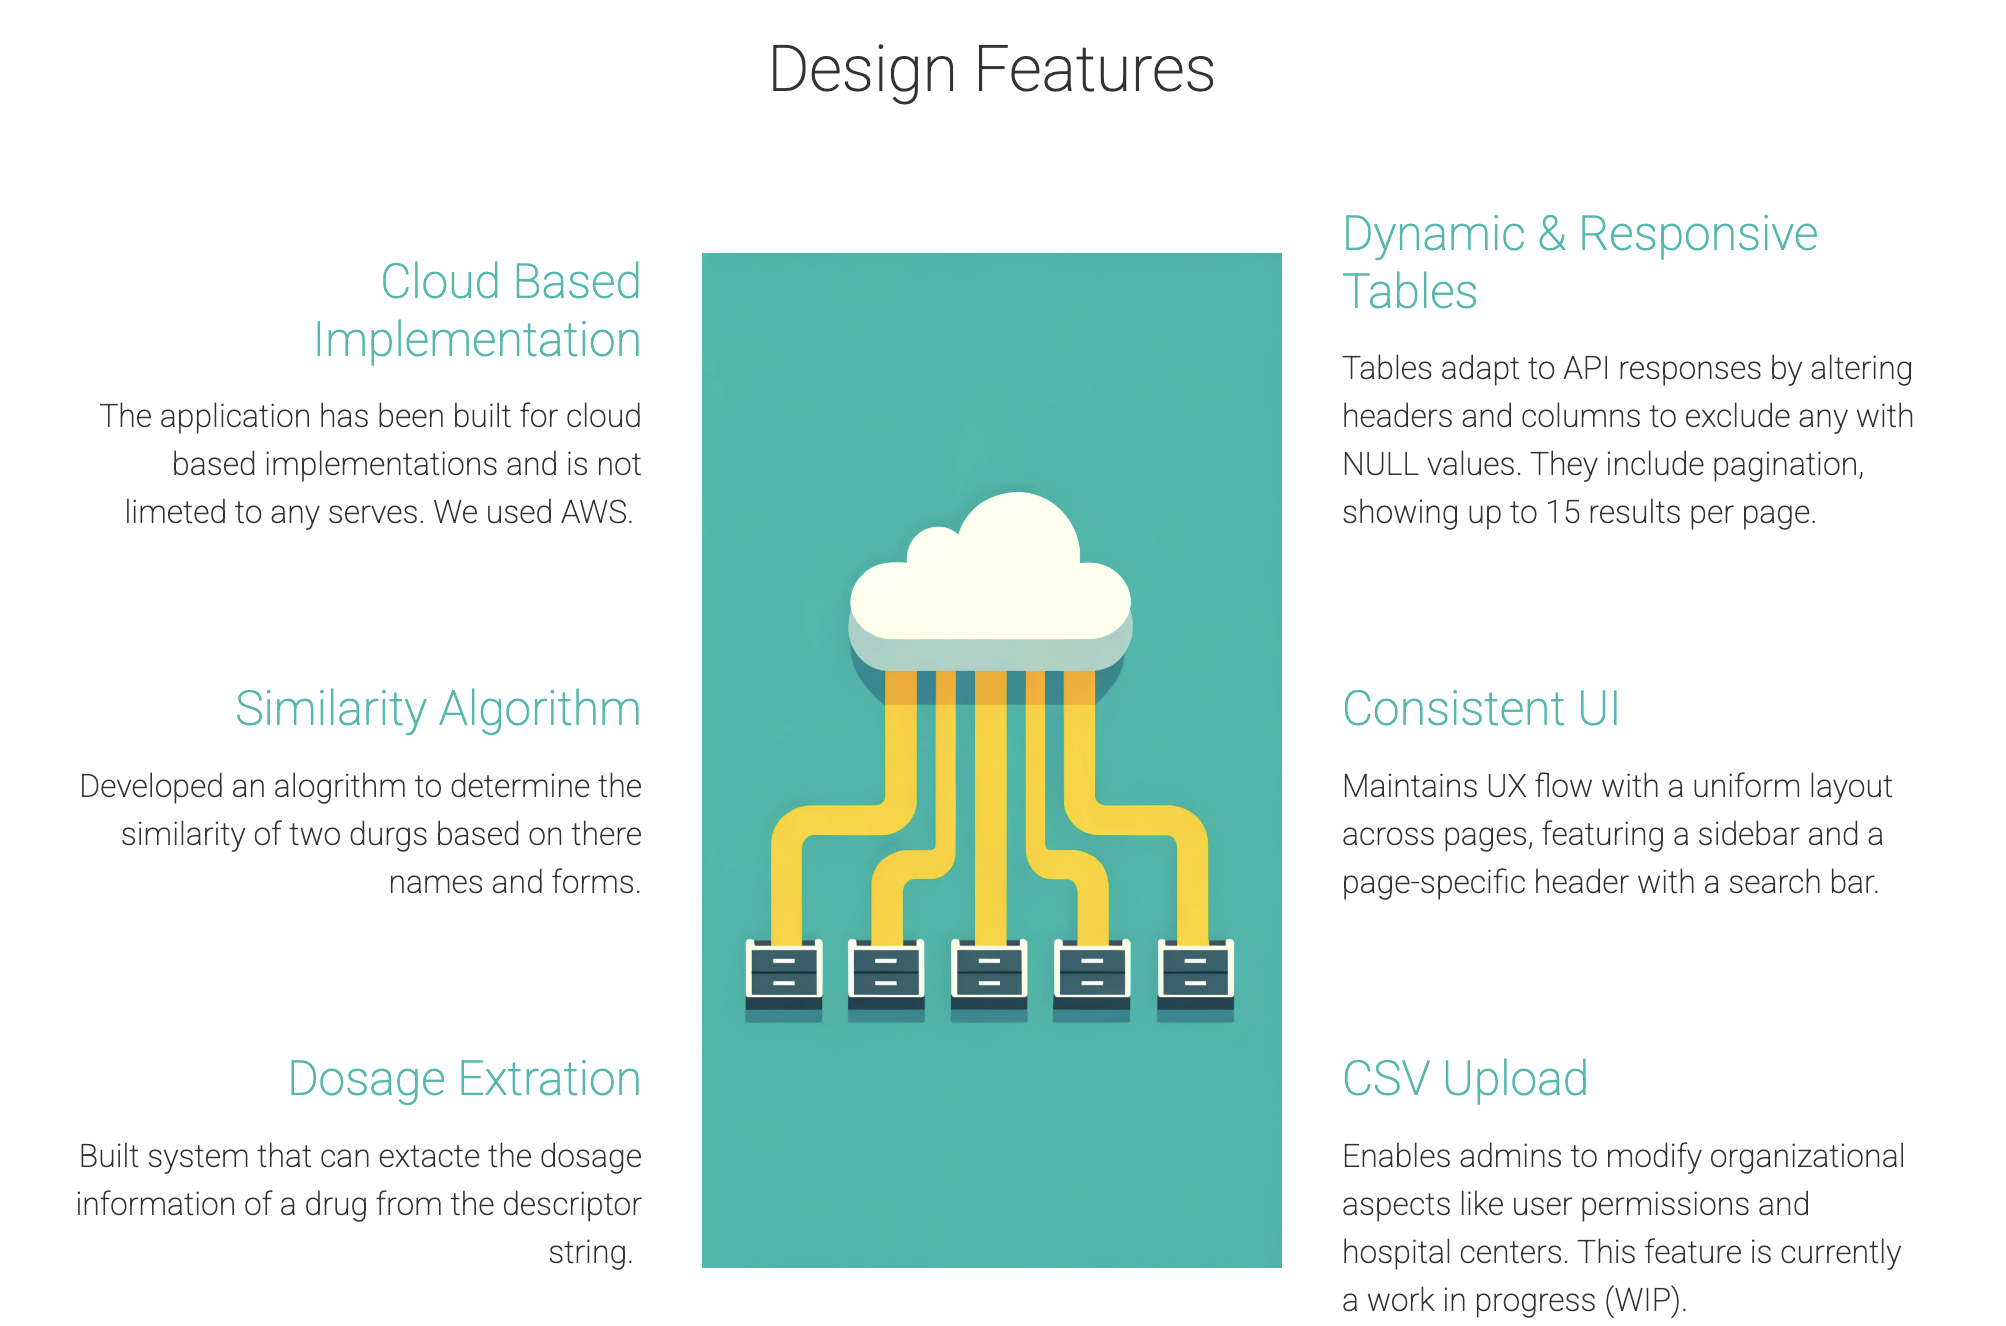 Design Features
Cloud Based
Implementation
The application has been built for cloud
based implementations and is not
limeted to any serves. We used AWS.
Similarity Algorithm
Developed an alogrithm to determine the
similarity of two durgs based on there
names and forms.
Dosage Extration
Built system that can extacte the dosage
information of a drug from the descriptor
string.
Dynamic & Responsive
Tables
Tables adapt to API responses by altering
headers and columns to exclude any with
NULL values. They include pagination,
showing up to 15 results per page.
Consistent UI
Maintains UX flow with a uniform layout
across pages, featuring a sidebar and a
page-specific header with a search bar.
CSV Upload
Enables admins to modify organizational
aspects like user permissions and
hospital centers. This feature is currently
a work in progress (WIP).